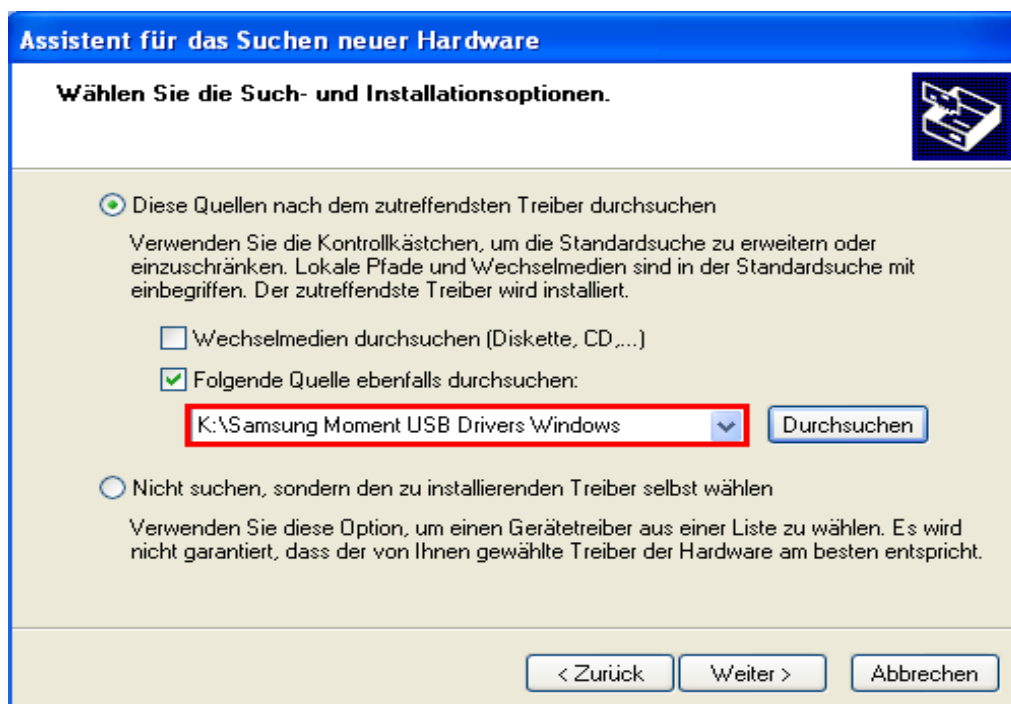 Assistent für das Suchen neuer Hardware
Wählen Sie die Such- und Installationsoptionen.
Diese Quellen nach dem zutreffendsten Treiber durchsuchen
Verwenden Sie die Kontrollkästchen, um die Standardsuche zu erweitern oder
einzuschränken. Lokale Pfade und Wechselmedien sind in der Standardsuche mit
einbegriffen. Der zutreffendste Treiber wird installiert.
Wechselmedien durchsuchen (Diskette, CD,...)
Folgende Quelle ebenfalls durchsuchen:
K:\Samsung Moment USB Drivers Windows Durchsuchen
Nicht suchen, sondern den zu installierenden Treiber selbst wählen
Verwenden Sie diese Option, um einen Gerätetreiber aus einer Liste zu wählen. Es wird
nicht garantiert, dass der von Ihnen gewählte Treiber der Hardware am besten entspricht.
< Zurück Weiter > Abbrechen